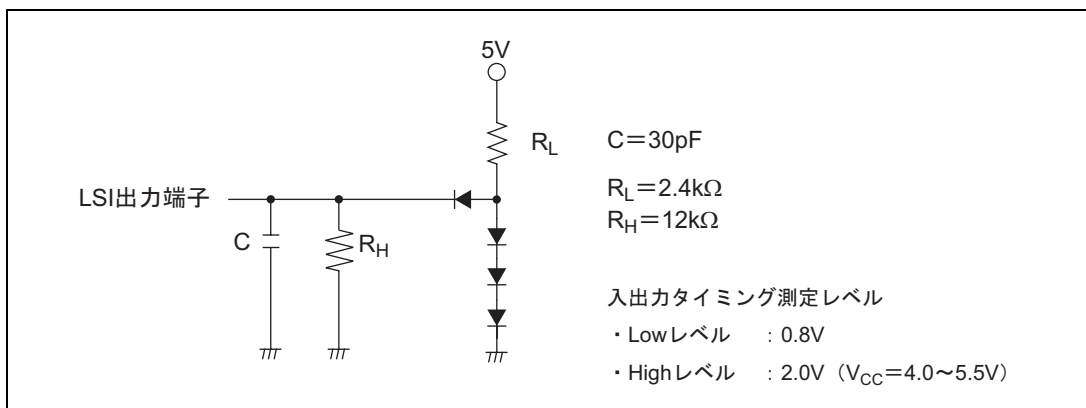 5V
R_L
C＝30pF
R_L＝2.4kΩ
R_H＝12kΩ
LSI出力端子
C
R_H
入出力タイミング測定レベル
・Lowレベル　：0.8V
・Highレベル　：2.0V（V_CC＝4.0～5.5V）